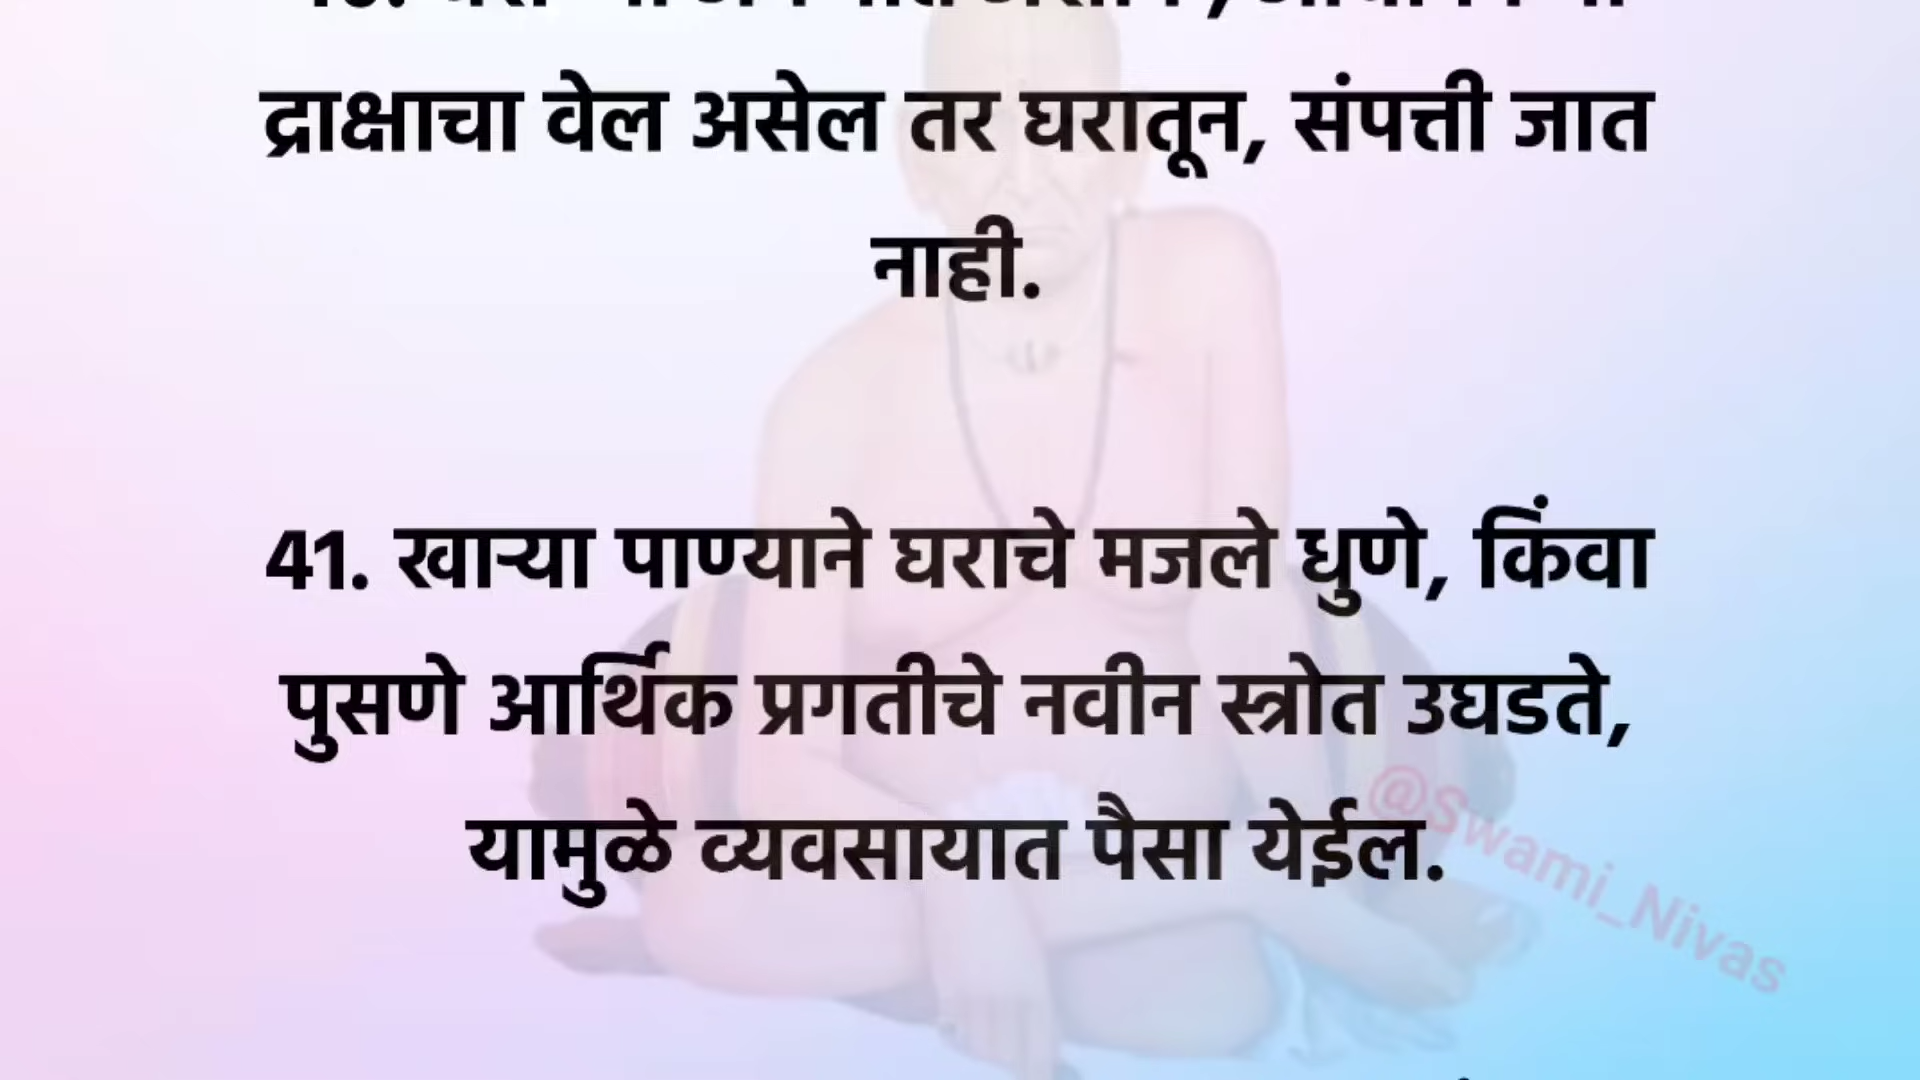 द्राक्षाचा वेल असेल तर घरातून, संपत्ती जात
नाही.
41. खाऱ्या पाण्याने घराचे मजले धुणे, किंवा
पुसणे आर्थिक प्रगतीचे नवीन स्त्रोत उघडते,
यामुळे व्यवसायात पैसा येईल.
@Swami_Nivas